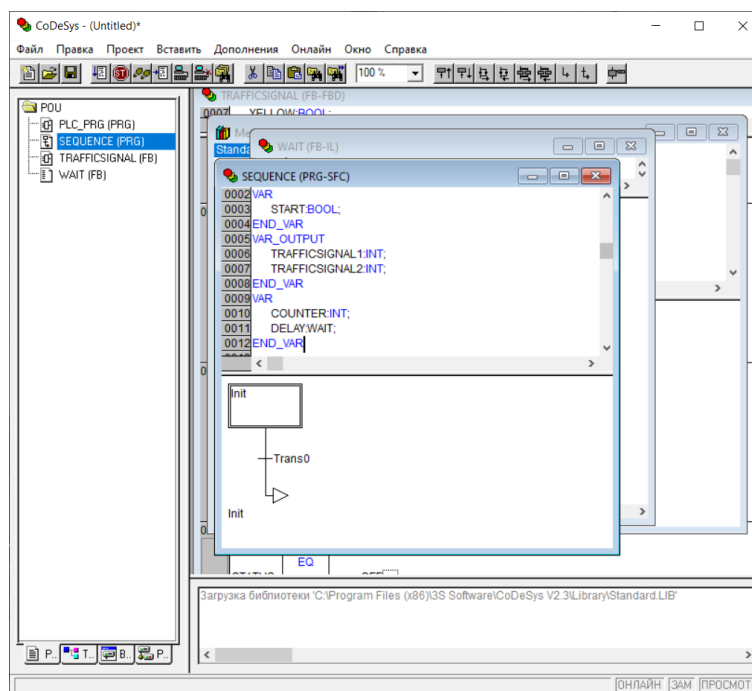 CoDeSys - (Untitled)*
Файл Правка Проект Вставить Дополнения Онлайн Окно Справка
100 %
POU
PLC_PRG (PRG)
SEQUENCE (PRG)
TRAFFICSIGNAL (FB)
WAIT (FB)
TRAFFICSIGNAL (FB-FBD)
0007 YELLOW:BOOL;
WAIT (FB-IL)
SEQUENCE (PRG-SFC)
0002 VAR
0003 START:BOOL;
0004 END_VAR
0005 VAR_OUTPUT
0006 TRAFFICSIGNAL1:INT;
0007 TRAFFICSIGNAL2:INT;
0008 END_VAR
0009 VAR
0010 COUNTER:INT;
0011 DELAY:WAIT;
0012 END_VAR
Init
Trans0
Init
EQ
Загрузка библиотеки 'C:\Program Files (x86)\3S Software\CoDeSys V2.3\Library\Standard.LIB'
P.. T.. B.. P..
ОНЛАЙН ЗАМ ПРОСМОТ